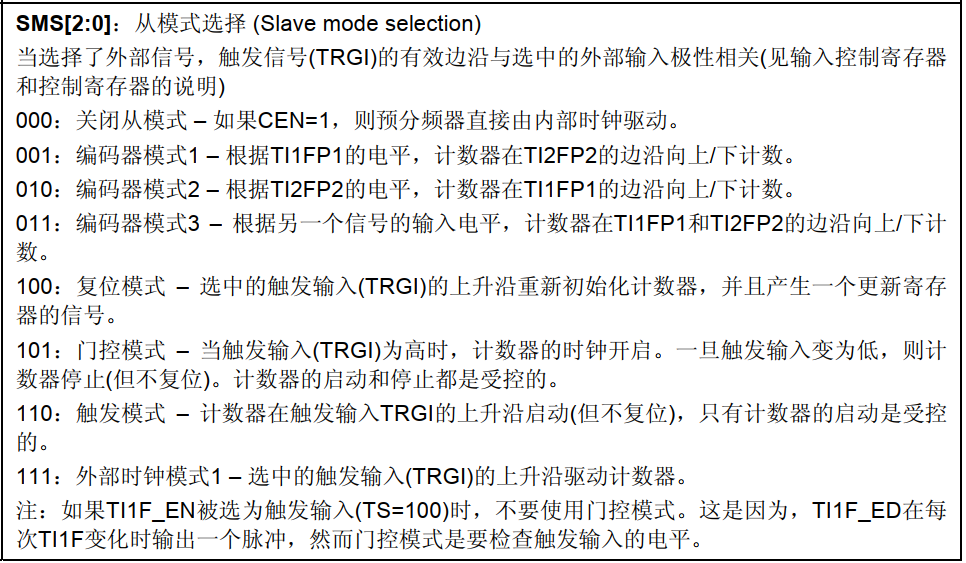 SMS[2:0]：从模式选择 (Slave mode selection)
当选择了外部信号，触发信号(TRGI)的有效边沿与选中的外部输入极性相关(见输入控制寄存器
和控制寄存器的说明)
000：关闭从模式 – 如果CEN=1，则预分频器直接由内部时钟驱动。
001：编码器模式1 – 根据TI1FP1的电平，计数器在TI2FP2的边沿向上/下计数。
010：编码器模式2 – 根据TI2FP2的电平，计数器在TI1FP1的边沿向上/下计数。
011：编码器模式3 – 根据另一个信号的输入电平，计数器在TI1FP1和TI2FP2的边沿向上/下计
数。
100：复位模式 – 选中的触发输入(TRGI)的上升沿重新初始化计数器，并且产生一个更新寄存
器的信号。
101：门控模式 – 当触发输入(TRGI)为高时，计数器的时钟开启。一旦触发输入变为低，则计
数器停止(但不复位)。计数器的启动和停止都是受控的。
110：触发模式 – 计数器在触发输入TRGI的上升沿启动(但不复位)，只有计数器的启动是受控
的。
111：外部时钟模式1 – 选中的触发输入(TRGI)的上升沿驱动计数器。
注：如果TI1F_EN被选为触发输入(TS=100)时，不要使用门控模式。这是因为，TI1F_ED在每
次TI1F变化时输出一个脉冲，然而门控模式是要检查触发输入的电平。